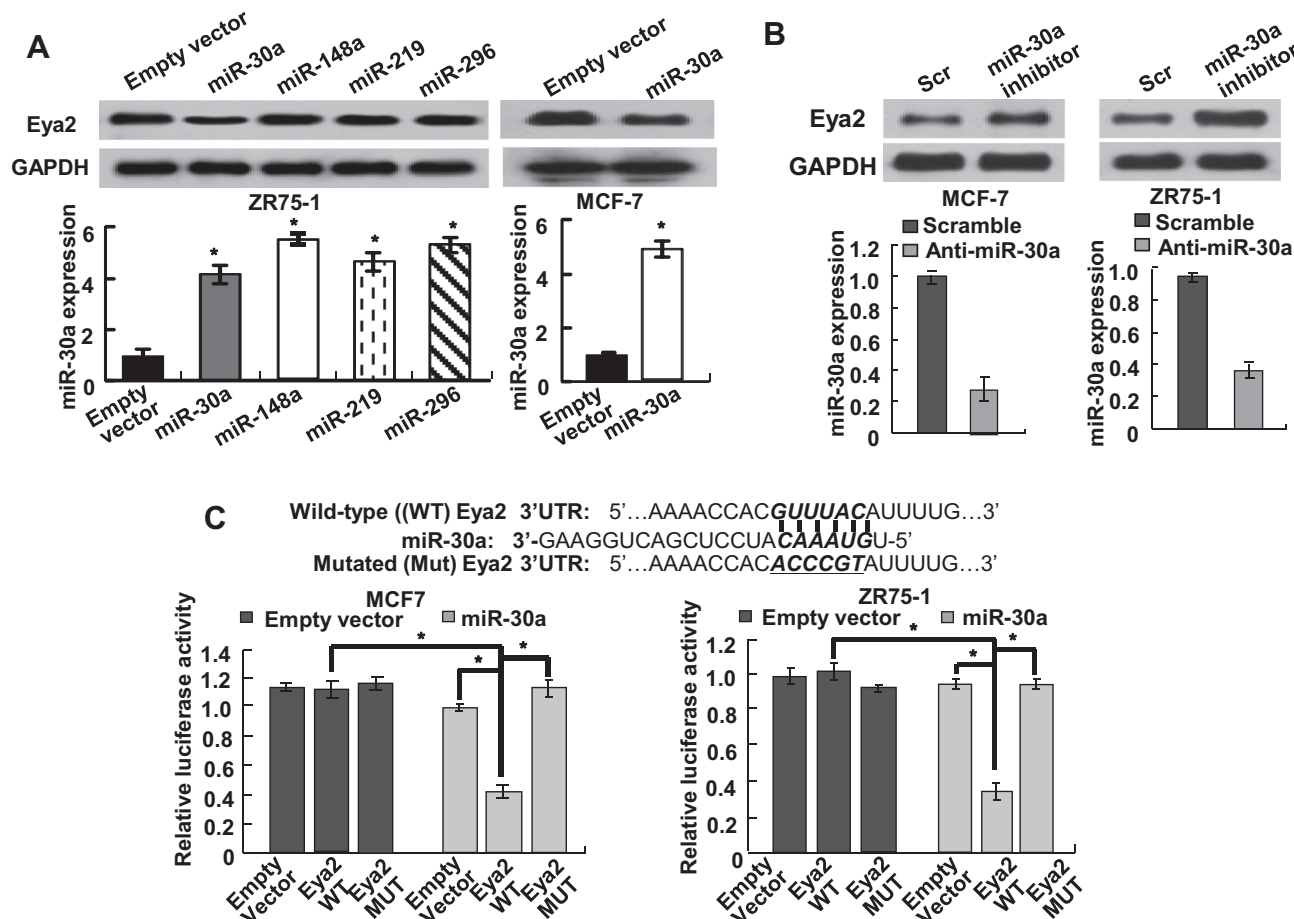 A
Empty vector
miR-30a
miR-148a
miR-219
miR-296
Empty vector
miR-30a
Eya2
GAPDH
ZR75-1
MCF-7
miR-30a expression
6
4
2
0
*
*
*
*
Empty
vector
miR-30a
miR-148a
miR-219
miR-296
6
4
2
0
*
Empty
vector
miR-30a
B
Scr
miR-30a
inhibitor
Scr
miR-30a
inhibitor
Eya2
GAPDH
MCF-7
Scramble
Anti-miR-30a
miR-30a expression
1.2
1.0
0.8
0.6
0.4
0.2
0
ZR75-1
Scramble
Anti-miR-30a
miR-30a expression
1.0
0.8
0.6
0.4
0.2
0
C
Wild-type ((WT) Eya2 3’UTR: 5’…AAAACCACGUUUACAUUUUG…3’
miR-30a: 3’-GAAGGUCAGCUCCUACAAAUGU-5’
Mutated (Mut) Eya2 3’UTR: 5’…AAAACCACACCCGTAUUUUG…3’
MCF7
Empty vector miR-30a
Relative luciferase activity
1.4
1.2
1.0
0.8
0.6
0.4
0.2
0
*
*
*
Empty
Vector
Eya2
WT
Eya2
MUT
Empty
Vector
Eya2
WT
Eya2
MUT
ZR75-1
Empty vector miR-30a
Relative luciferase activity
1.2
1.0
0.8
0.6
0.4
0.2
0
*
*
*
Empty
Vector
Eya2
WT
Eya2
MUT
Empty
Vector
Eya2
WT
Eya2
MUT